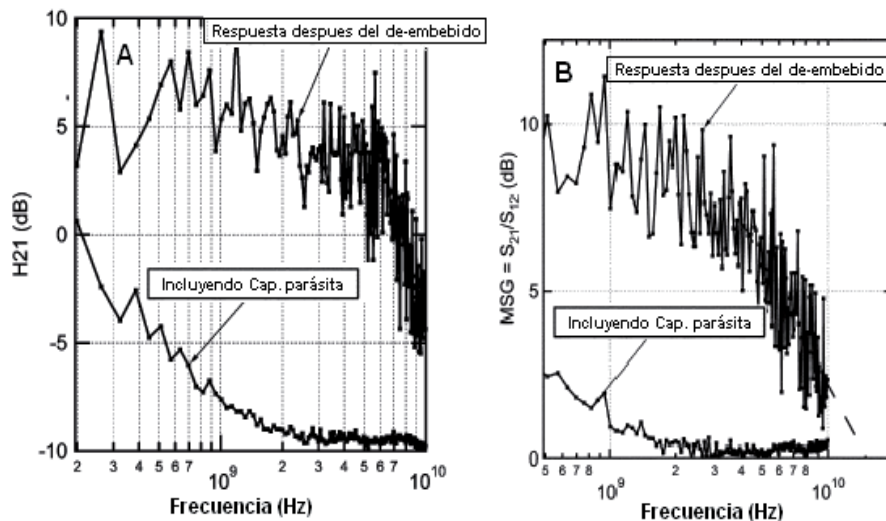 A
Respuesta despues del de-embebido
Incluyendo Cap. parásita
H21 (dB)
10
5
0
-5
-10
2 3 4 5 6 7 10⁹ 2 3 4 5 6 7 10¹⁰
Frecuencia (Hz)
B
Respuesta despues del de-embebido
Incluyendo Cap. parásita
MSG = S₂₁/S₁₂ (dB)
10
5
0
5 6 7 8 10⁹ 2 3 4 5 6 7 8 10¹⁰
Frecuencia (Hz)